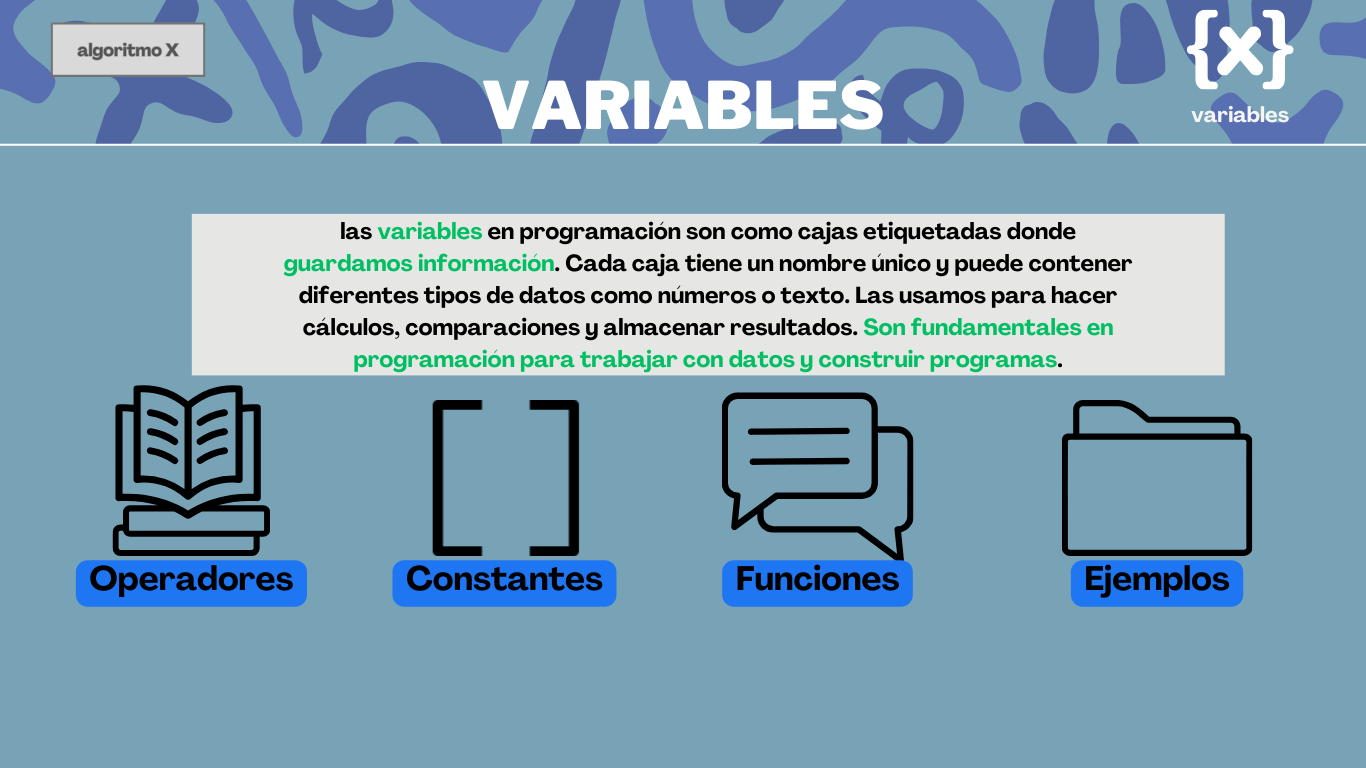 algoritmo X
VARIABLES
{x}
variables
las variables en programación son como cajas etiquetadas donde
guardamos información. Cada caja tiene un nombre único y puede contener
diferentes tipos de datos como números o texto. Las usamos para hacer
cálculos, comparaciones y almacenar resultados. Son fundamentales en
programación para trabajar con datos y construir programas.
Operadores
Constantes
Funciones
Ejemplos